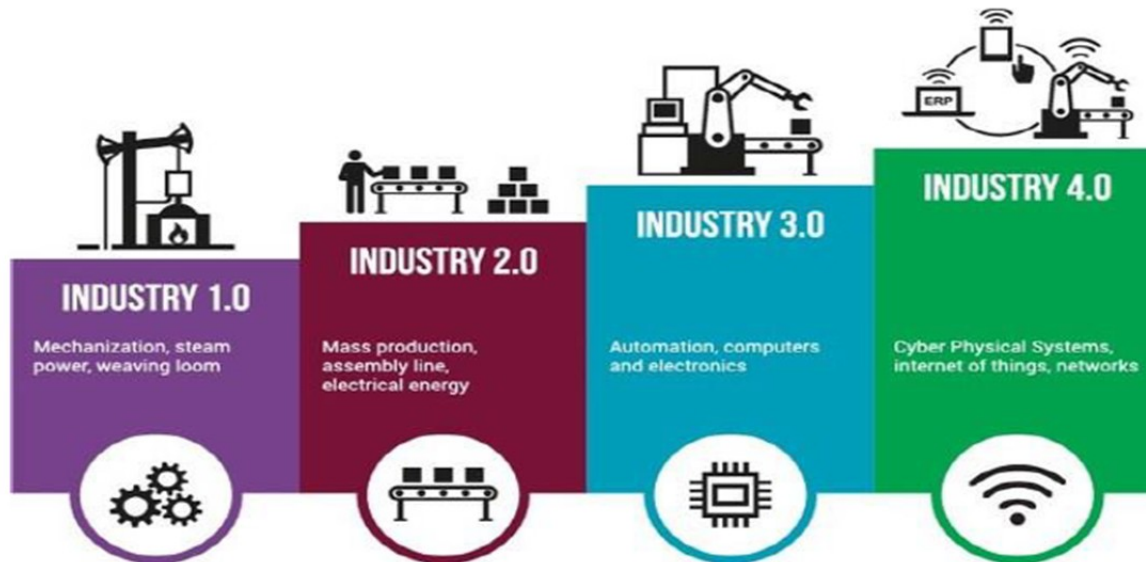 INDUSTRY 1.0
Mechanization, steam
power, weaving loom
INDUSTRY 2.0
Mass production,
assembly line,
electrical energy
INDUSTRY 3.0
Automation, computers
and electronics
ERP
INDUSTRY 4.0
Cyber Physical Systems,
internet of things, networks